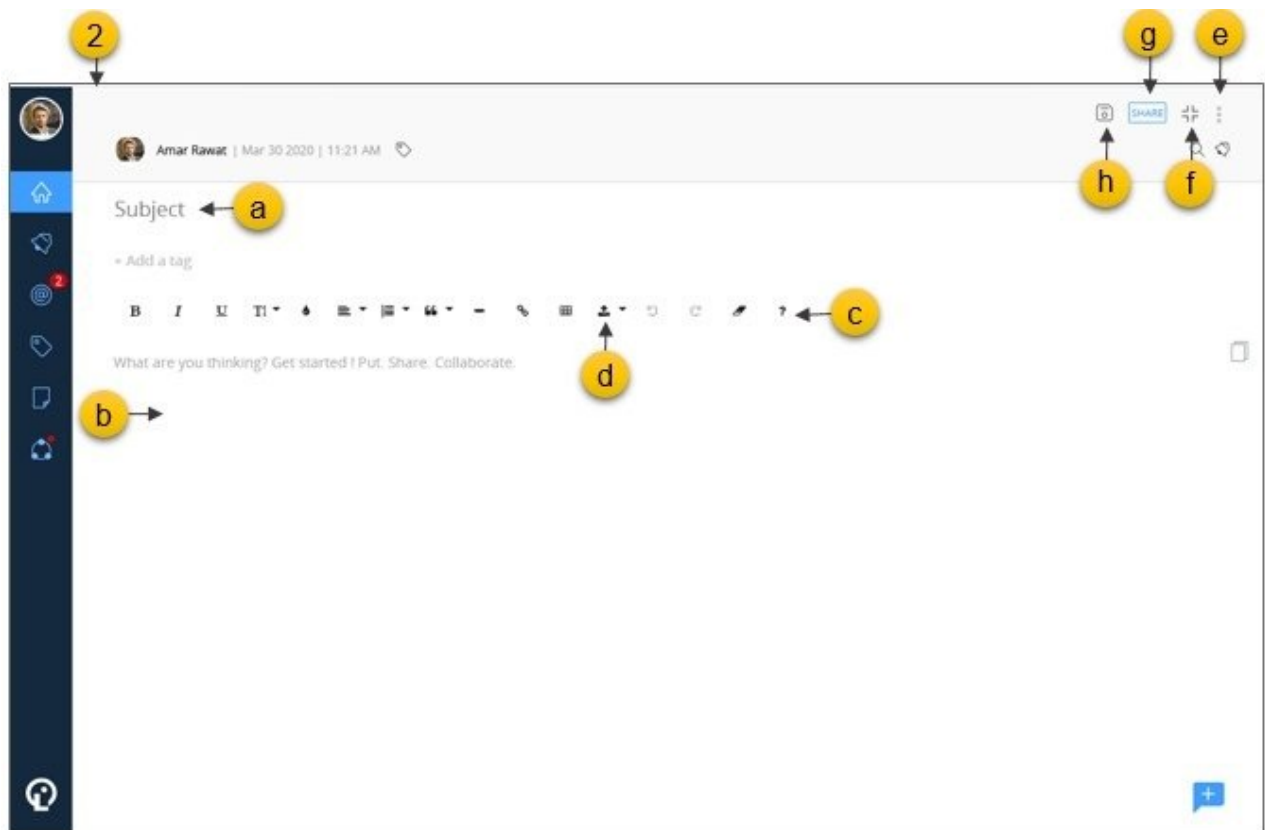 2
g e
SHARE
Amar Rawat | Mar 30 2020 | 11:21 AM
h f
Subject a
+ Add a tag
2
B I U T ? c
What are you thinking? Get started ! Put. Share. Collaborate.
d
b